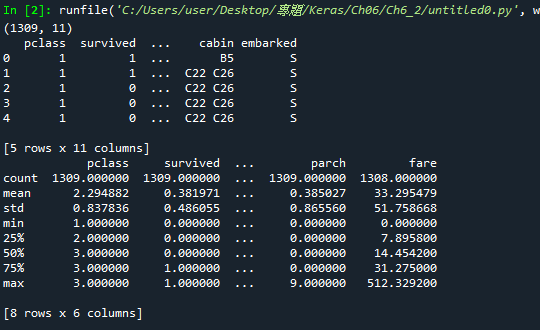 In [2]: runfile('C:/Users/user/Desktop/專題/Keras/Ch06/Ch6_2/untitled0.py', w
(1309, 11)
   pclass  survived  ...    cabin embarked
0       1         1  ...       B5        S
1       1         1  ...  C22 C26        S
2       1         0  ...  C22 C26        S
3       1         0  ...  C22 C26        S
4       1         0  ...  C22 C26        S
[5 rows x 11 columns]
            pclass     survived  ...        parch         fare
count  1309.000000  1309.000000  ...  1309.000000  1308.000000
mean      2.294882     0.381971  ...     0.385027    33.295479
std       0.837836     0.486055  ...     0.865560    51.758668
min       1.000000     0.000000  ...     0.000000     0.000000
25%       2.000000     0.000000  ...     0.000000     7.895800
50%       3.000000     0.000000  ...     0.000000    14.454200
75%       3.000000     1.000000  ...     0.000000    31.275000
max       3.000000     1.000000  ...     9.000000   512.329200
[8 rows x 6 columns]